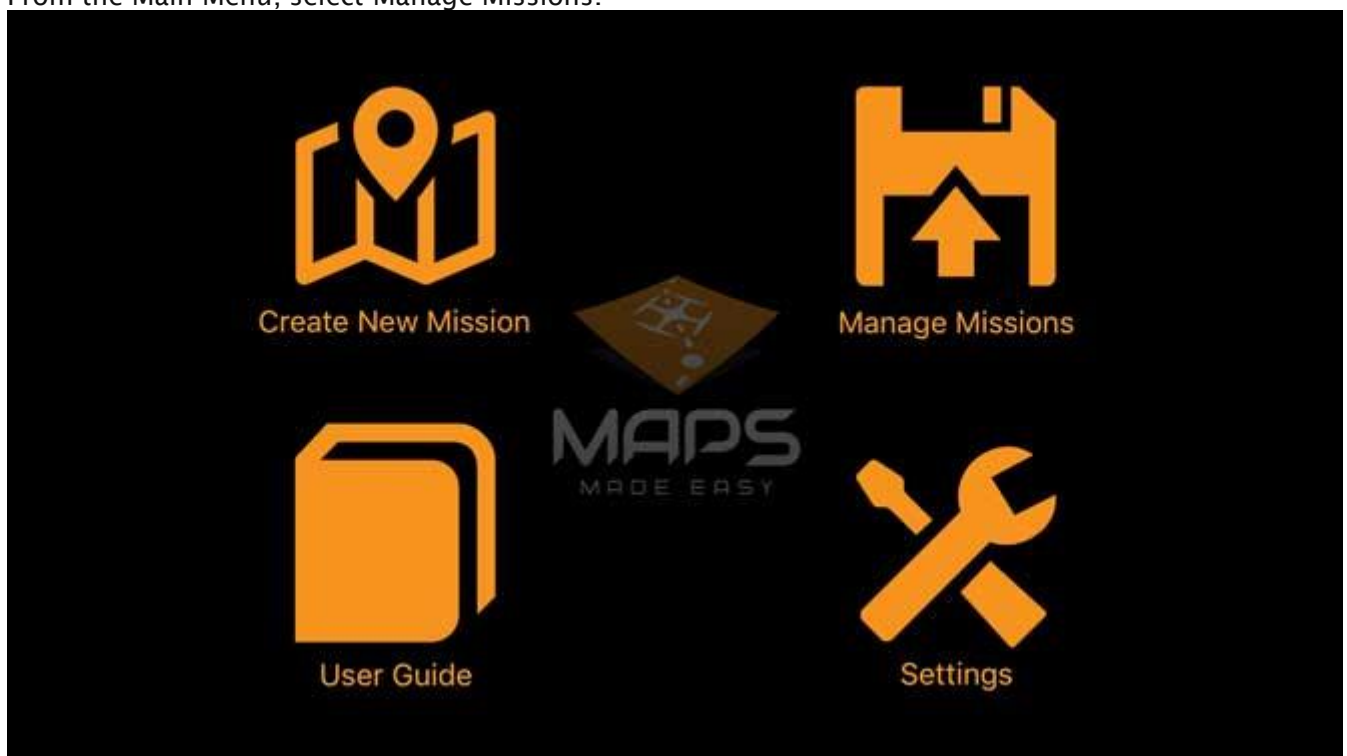 From the Main Menu, select Manage Missions.
Create New Mission
Manage Missions
MAPS
MADE EASY
User Guide
Settings